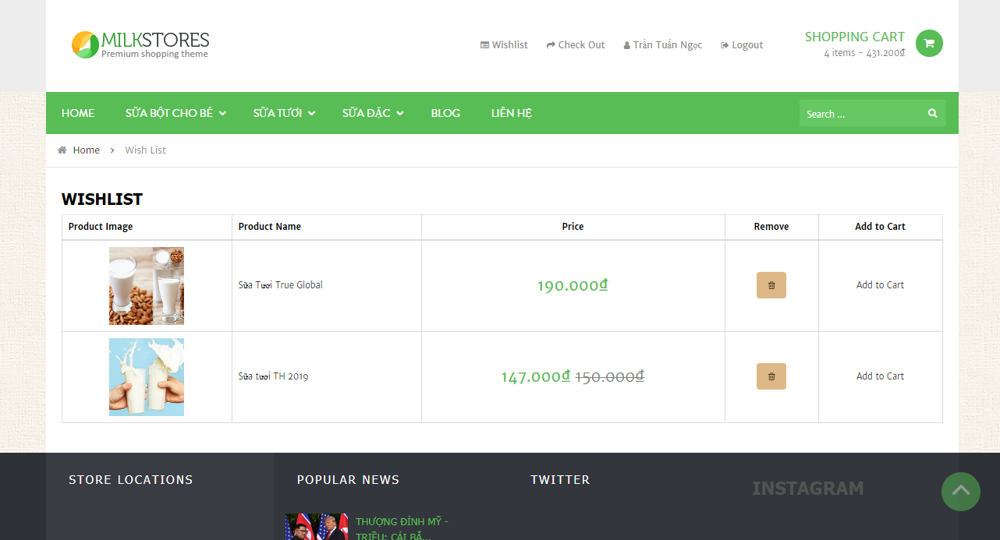 MILKSTORES
Premium shopping theme
Wishlist
Check Out
Trần Tuấn Ngọc
Logout
SHOPPING CART
4 items - 431.200₫
HOME
SỮA BỘT CHO BÉ
SỮA TƯƠI
SỮA ĐẶC
BLOG
LIÊN HỆ
Search ...
Home > Wish List
WISHLIST
Product Image
Product Name
Price
Remove
Add to Cart
Sữa Tươi True Global
190.000₫
Add to Cart
Sữa tươi TH 2019
147.000₫ 150.000₫
Add to Cart
STORE LOCATIONS
POPULAR NEWS
TWITTER
INSTAGRAM
THƯỢNG ĐỈNH MỸ -
TRIỀU: CÁI BẮ...